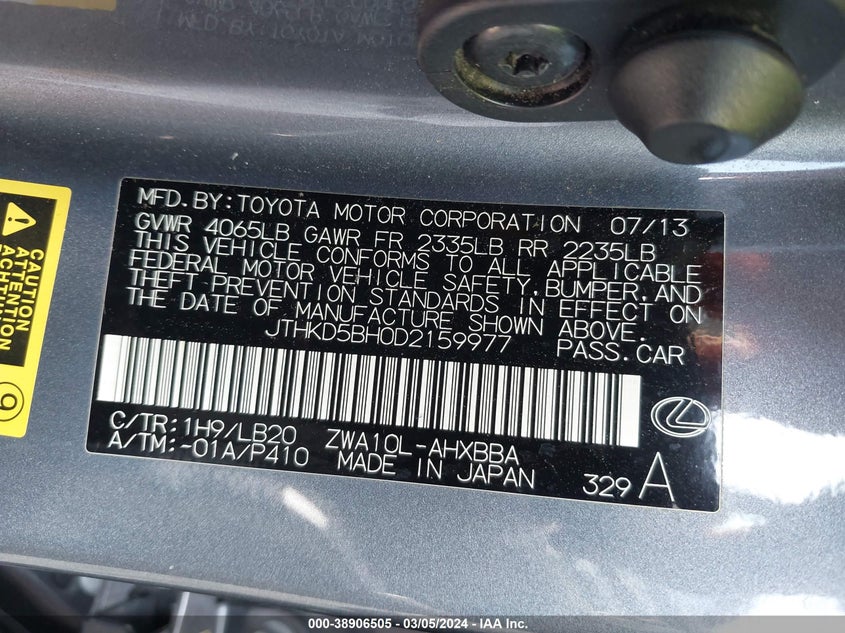 MFD. BY: TOYOTA MOTOR CORPORATION 07/13
GVWR 4065LB GAWR FR 2335LB RR 2235LB
THIS VEHICLE CONFORMS TO ALL APPLICABLE
FEDERAL MOTOR VEHICLE SAFETY, BUMPER, AND
THEFT PREVENTION STANDARDS IN EFFECT ON
THE DATE OF MANUFACTURE SHOWN ABOVE.
JTHKD5BH0D2159977 PASS. CAR
C/TR: 1H9/LB20 ZWA10L-AHXBBA
A/TM: -01A/P410 MADE IN JAPAN
329 A
CAUTION
ATTENTION
ACHTUNG
000-38906505 - 03/05/2024 - IAAI.com